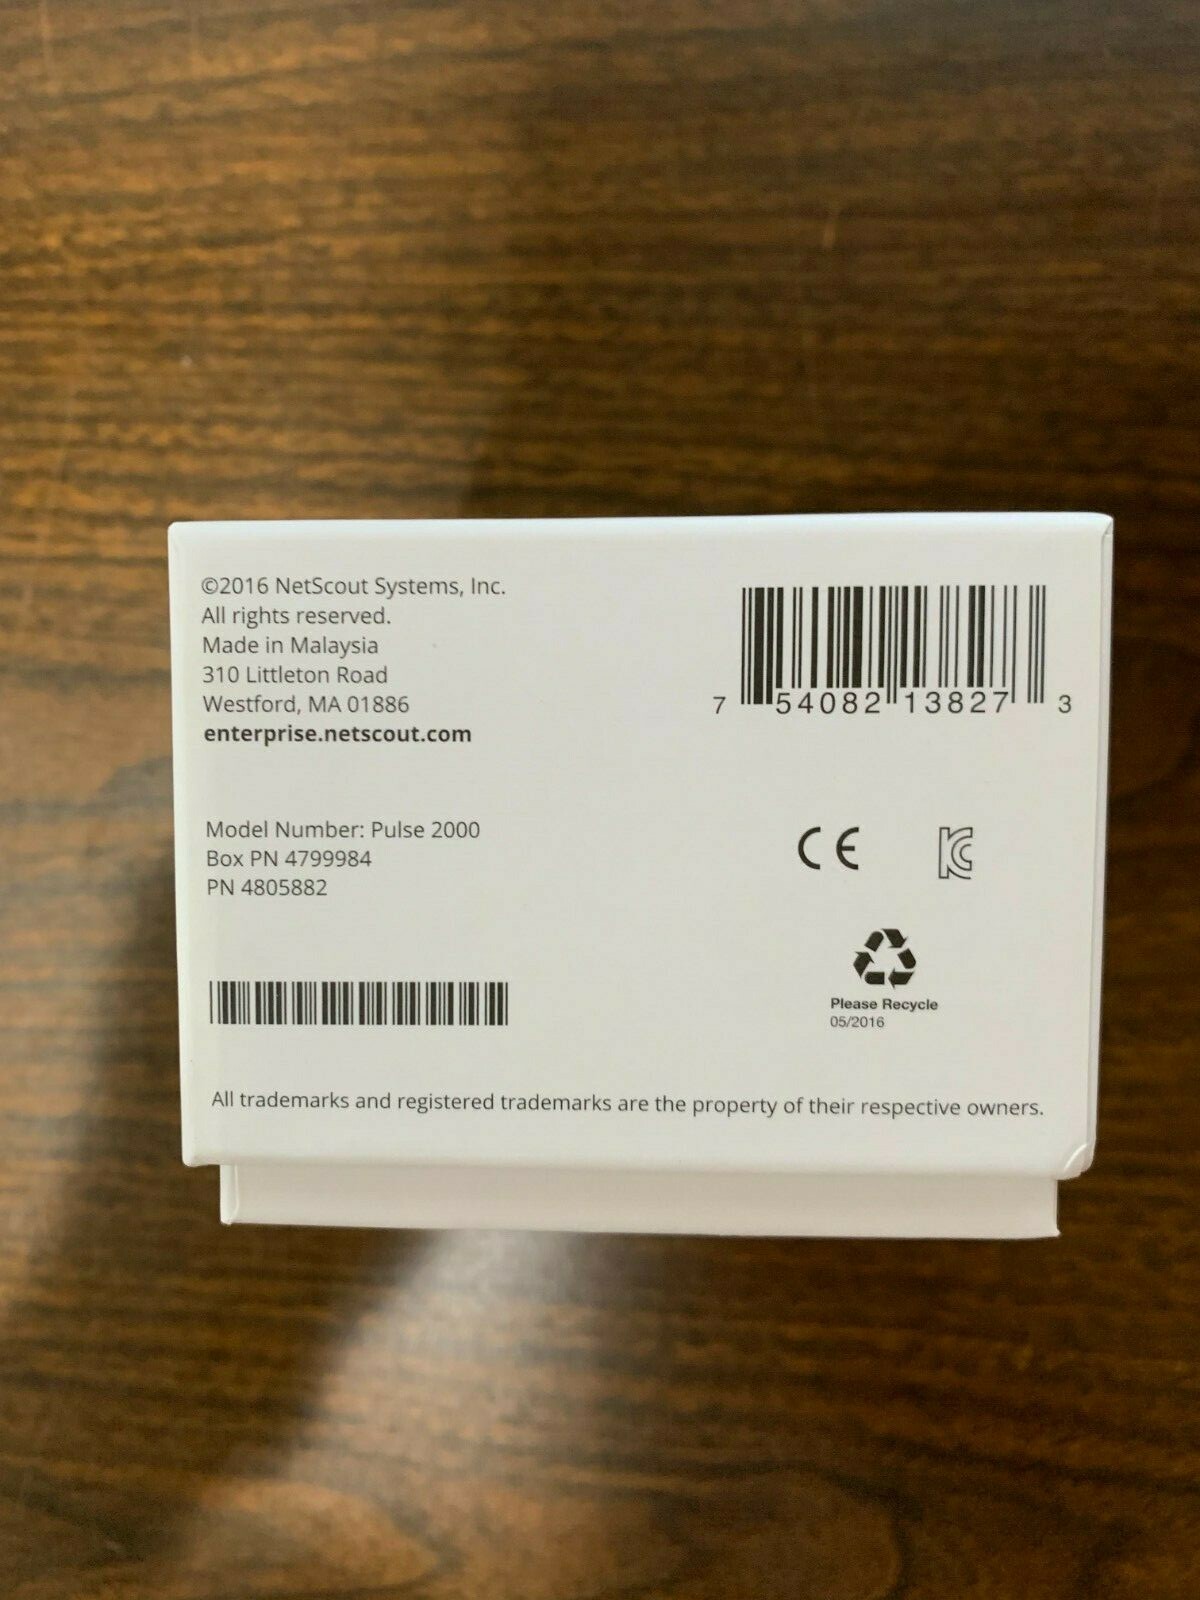 ©2016 NetScout Systems, Inc.
All rights reserved.
Made in Malaysia
310 Littleton Road
Westford, MA 01886
enterprise.netscout.com
7 54082 13827 3
Model Number: Pulse 2000
Box PN 4799984
PN 4805882
CE
KC
Please Recycle
05/2016
All trademarks and registered trademarks are the property of their respective owners.